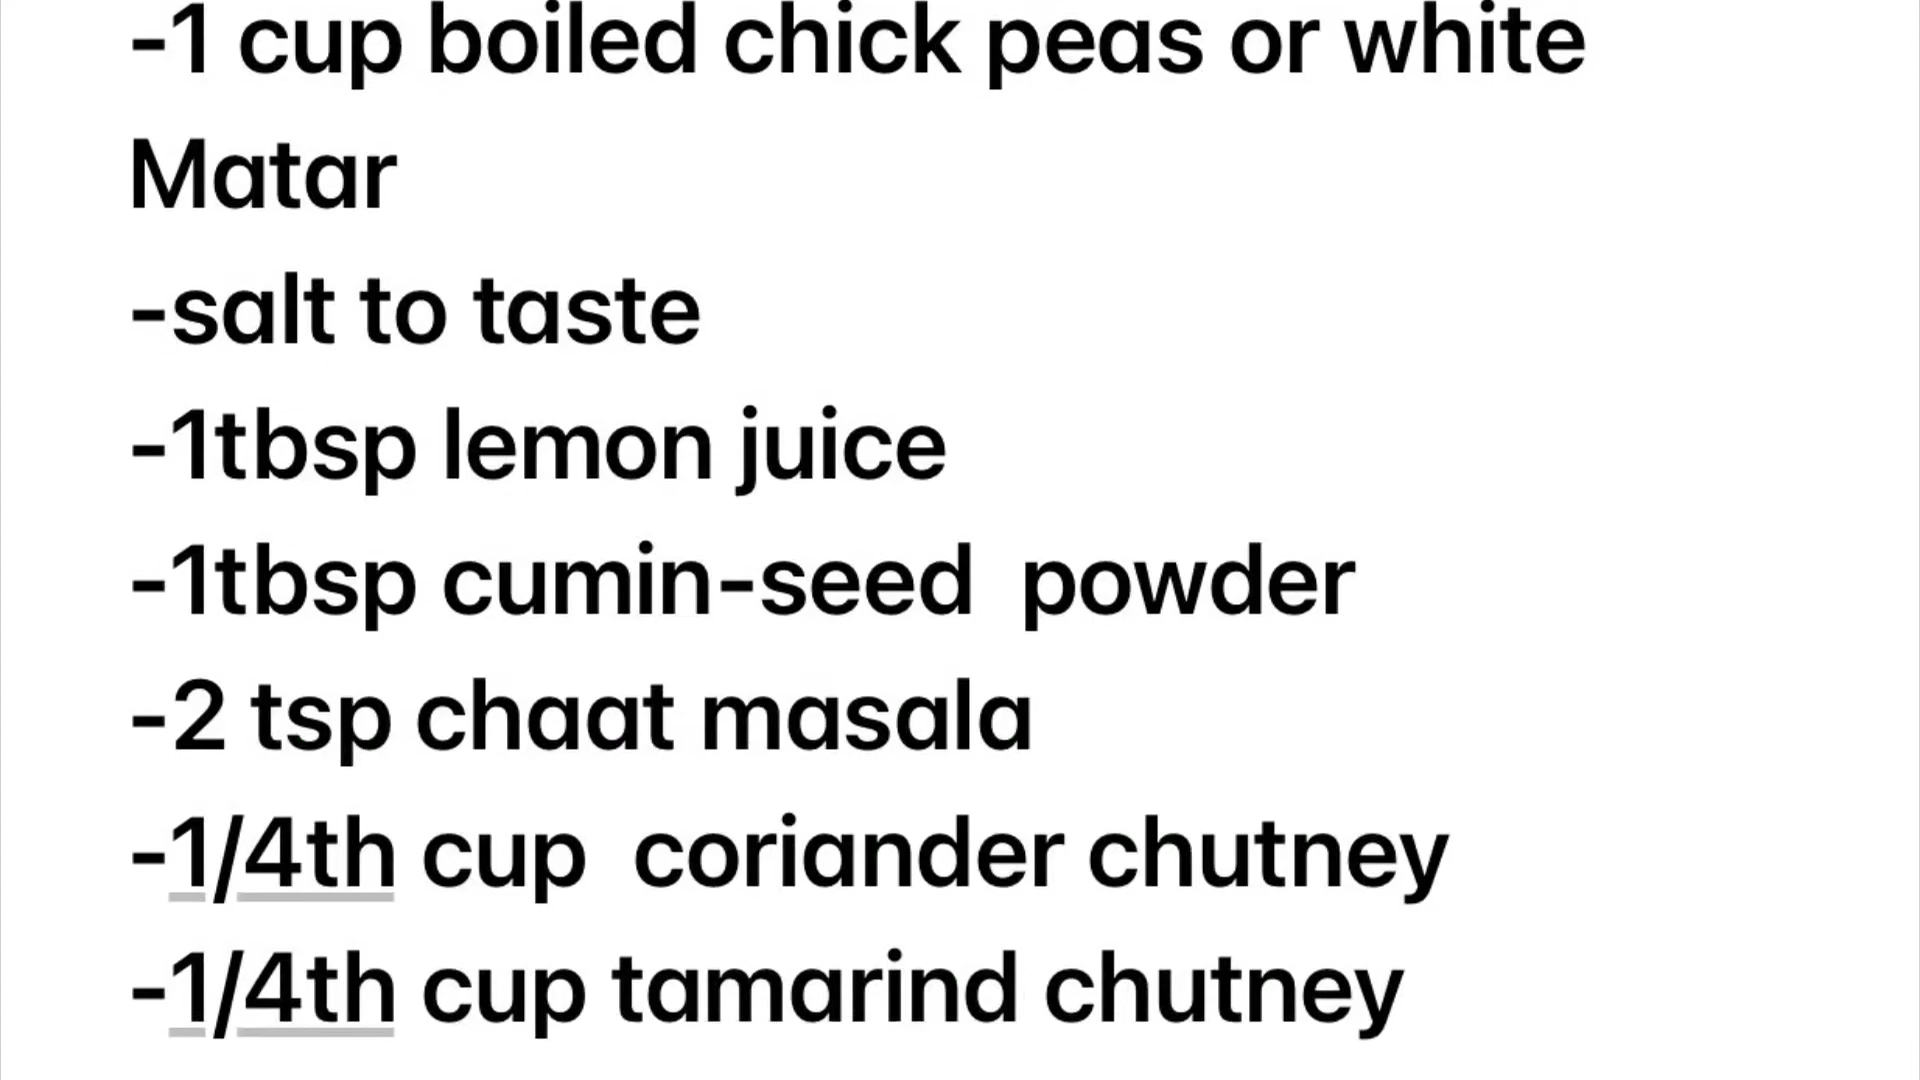 -1 cup boiled chick peas or white
Matar
-salt to taste
-1tbsp lemon juice
-1tbsp cumin-seed  powder
-2 tsp chaat masala
-1/4th cup  coriander chutney
-1/4th cup tamarind chutney